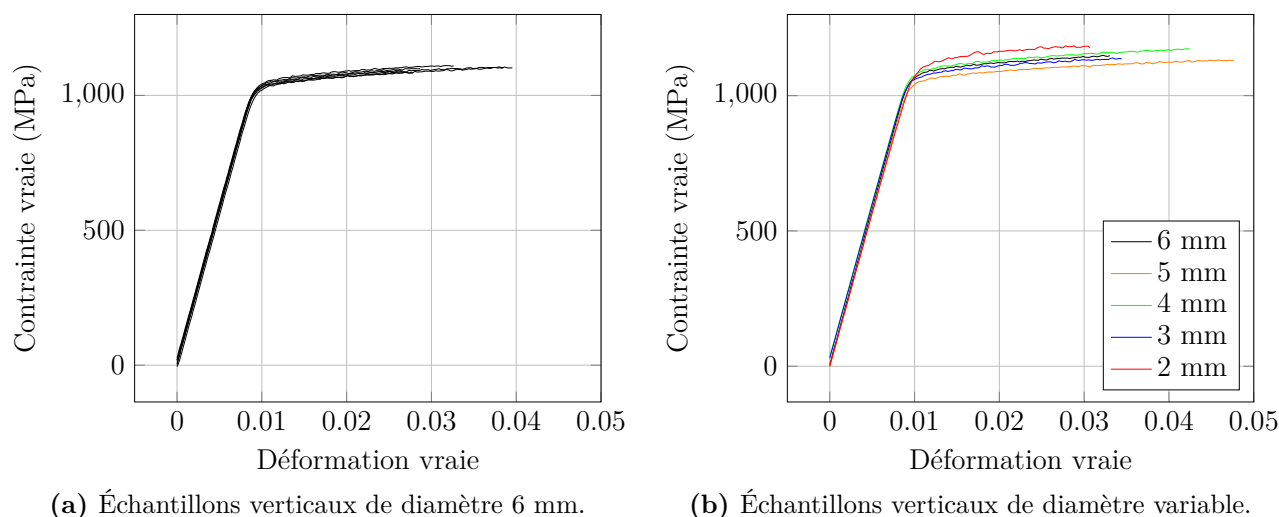 1,000
500
0
0
0.01
0.02
0.03
0.04
0.05
Déformation vraie
Contrainte vraie (MPa)
(a) Échantillons verticaux de diamètre 6 mm.
1,000
500
0
0
0.01
0.02
0.03
0.04
0.05
Déformation vraie
Contrainte vraie (MPa)
6 mm
5 mm
4 mm
3 mm
2 mm
(b) Échantillons verticaux de diamètre variable.